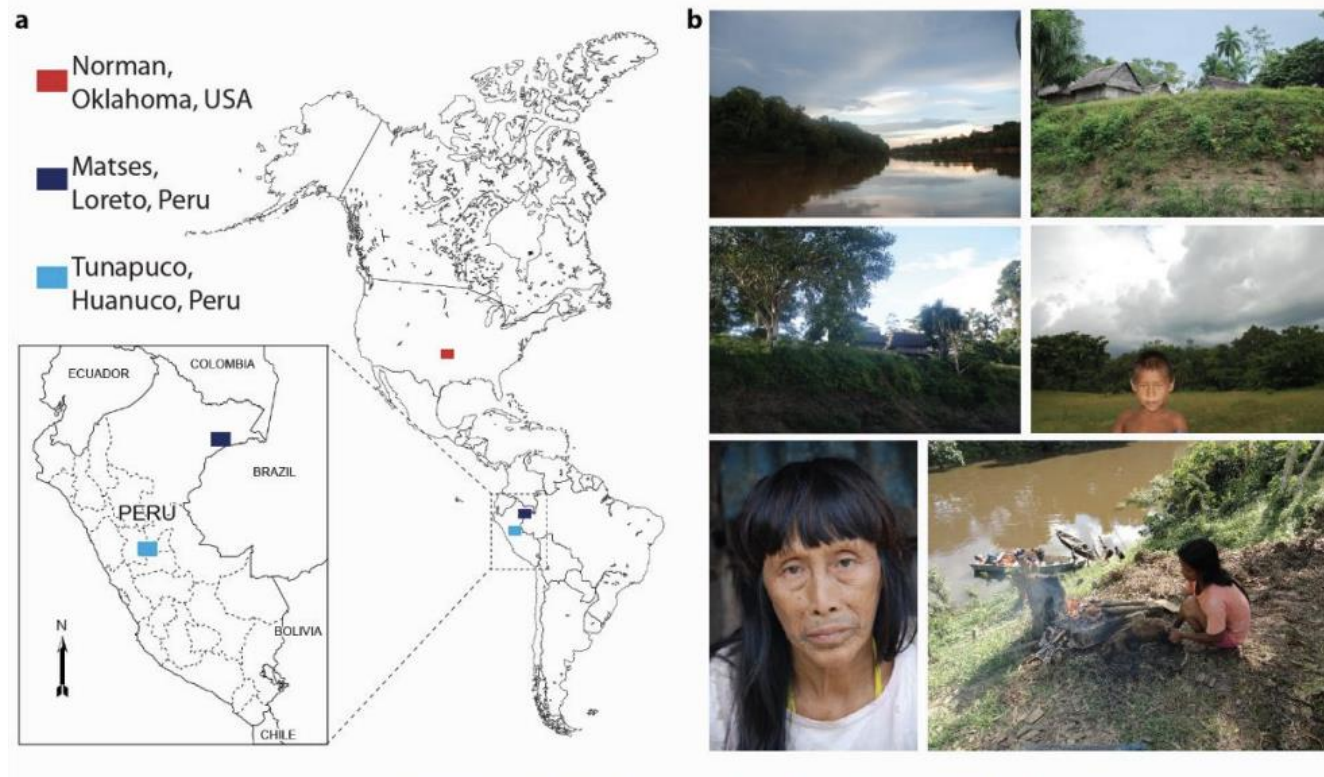 a
Norman,
Oklahoma, USA
Matses,
Loreto, Peru
Tunapuco,
Huanuco, Peru
ECUADOR
COLOMBIA
BRAZIL
PERU
BOLIVIA
N
CHILE
b